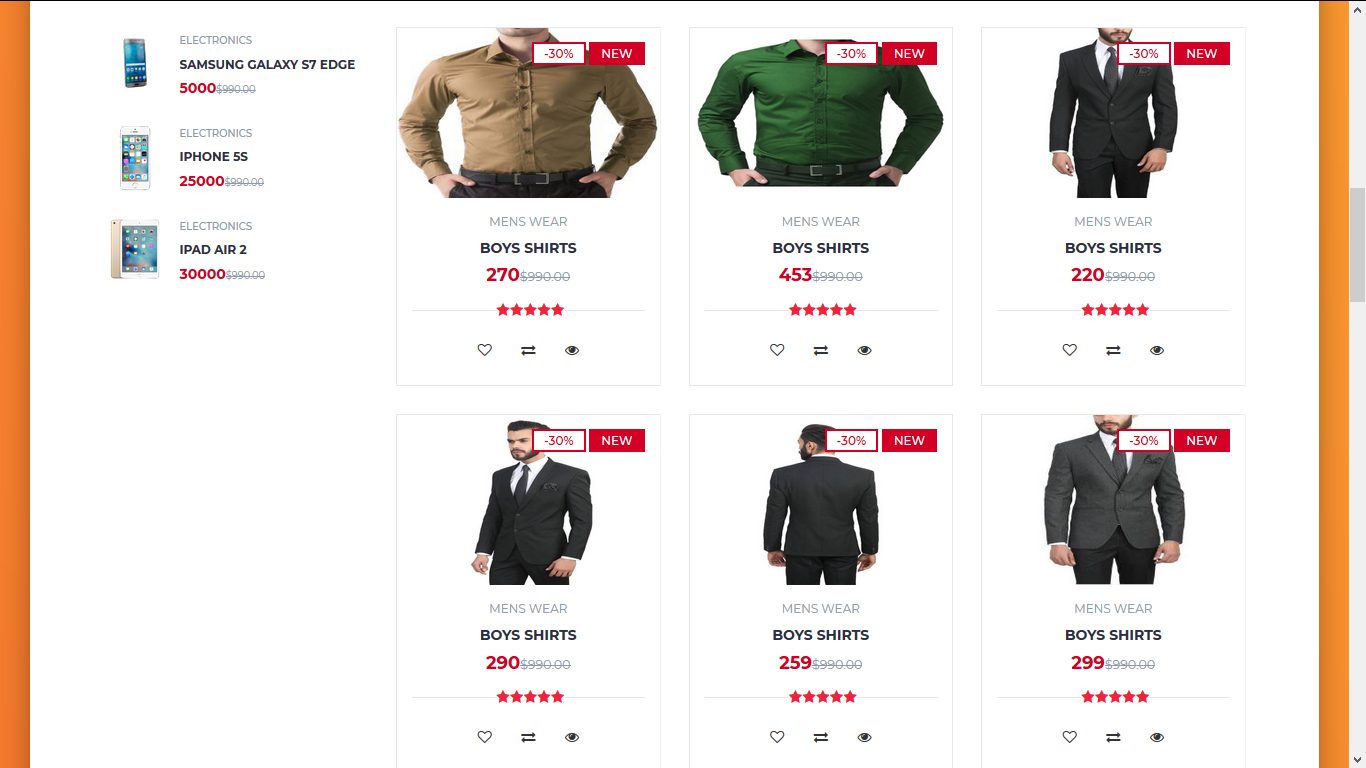 ELECTRONICS
SAMSUNG GALAXY S7 EDGE
5000$990.00
ELECTRONICS
IPHONE 5S
25000$990.00
ELECTRONICS
IPAD AIR 2
30000$990.00
-30% NEW
MENS WEAR
BOYS SHIRTS
270$990.00
-30% NEW
MENS WEAR
BOYS SHIRTS
453$990.00
-30% NEW
MENS WEAR
BOYS SHIRTS
220$990.00
-30% NEW
MENS WEAR
BOYS SHIRTS
290$990.00
-30% NEW
MENS WEAR
BOYS SHIRTS
259$990.00
-30% NEW
MENS WEAR
BOYS SHIRTS
299$990.00